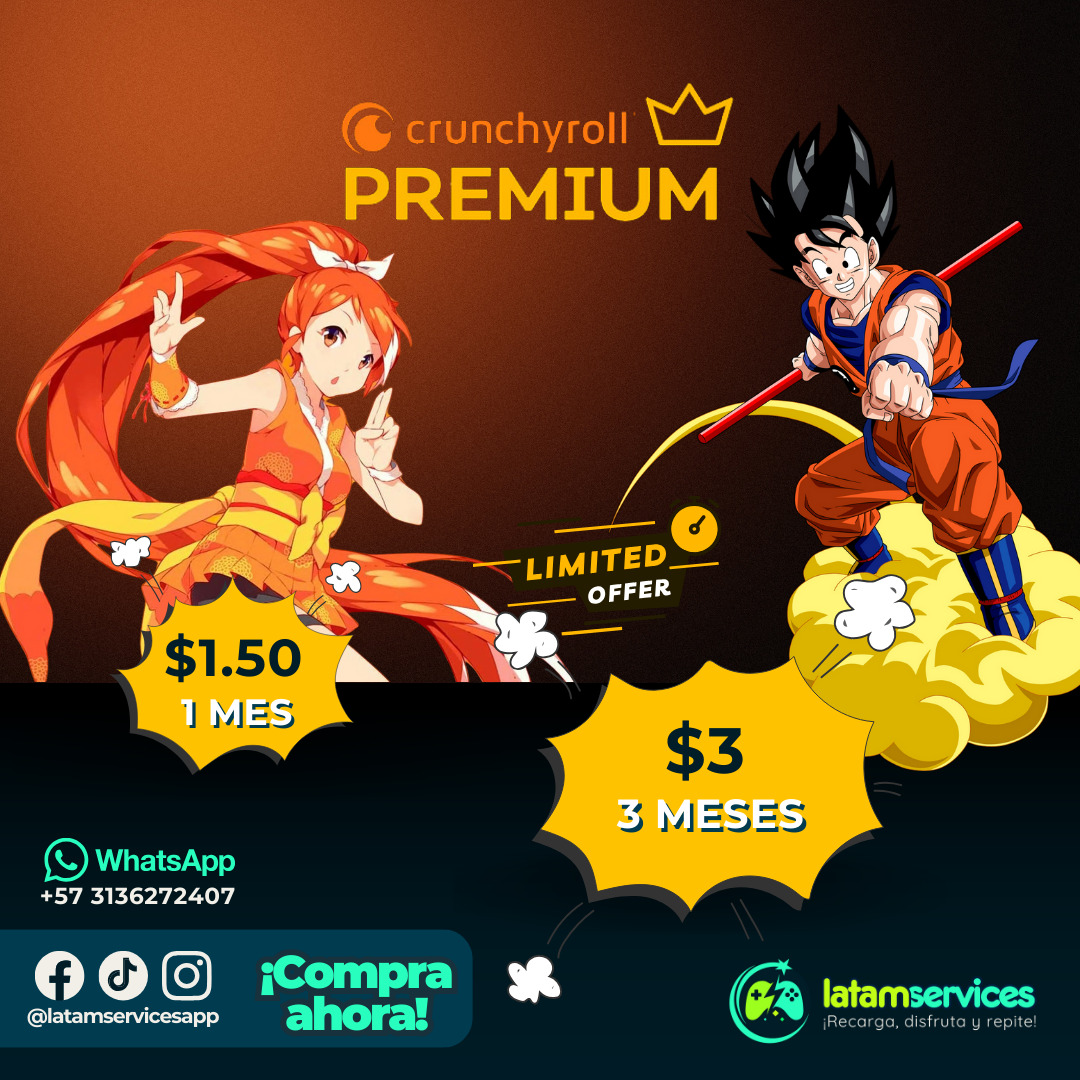 crunchyroll
PREMIUM
LIMITED
OFFER
$1.50
1 MES
$3
3 MESES
WhatsApp
+57 3136272407
@latamservicesapp
¡Compra
ahora!
latamservices
¡Recarga, disfruta y repite!